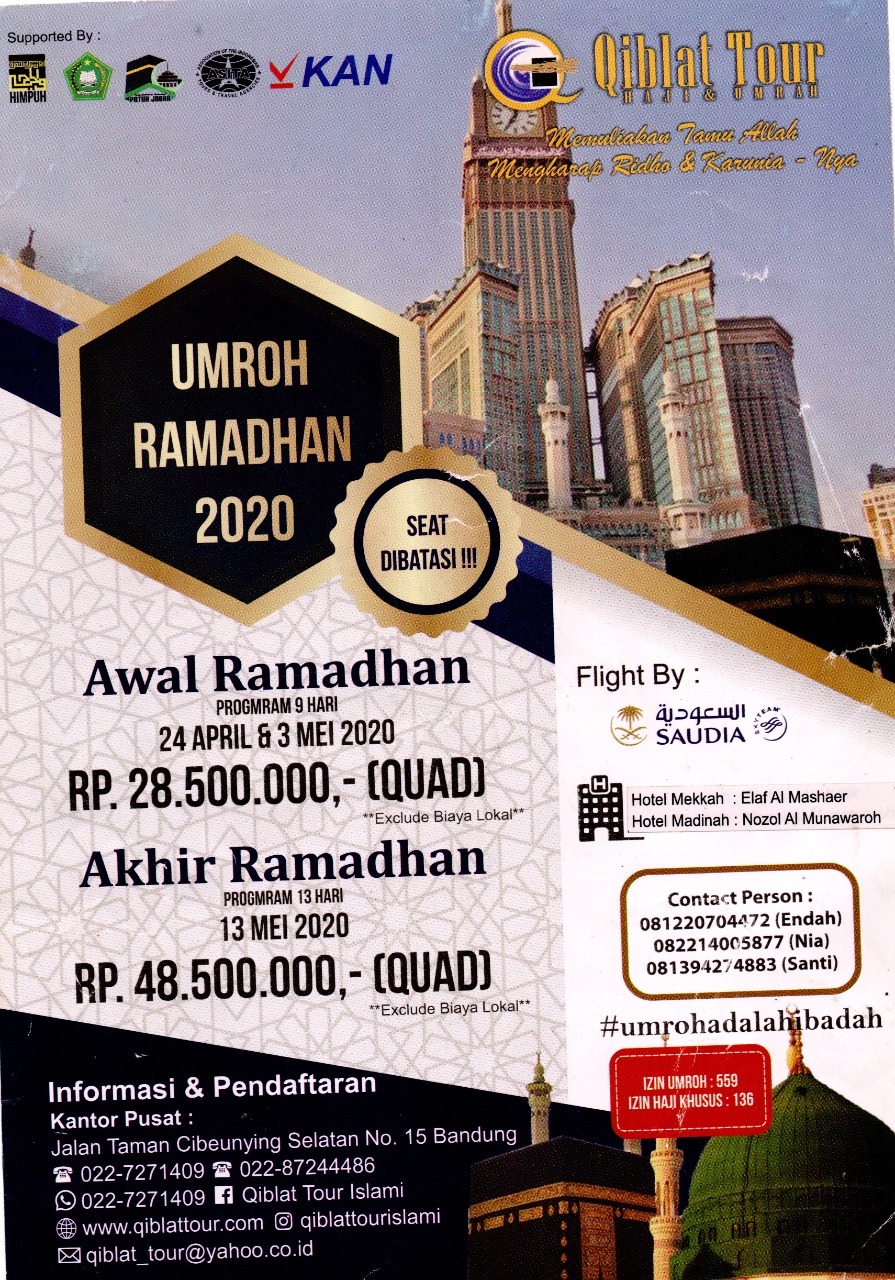 Supported By :
HIMPUH
PATUH JABAR
ASITA
KAN
Qiblat Tour
HAJI & UMRAH
Memuliakan Tamu Allah
Mengharap Ridho & Karunia - Nya
UMROH
RAMADHAN
2020
SEAT
DIBATASI !!!
Awal Ramadhan
PROGMRAM 9 HARI
24 APRIL & 3 MEI 2020
RP. 28.500.000,- (QUAD)
**Exclude Biaya Lokal**
Akhir Ramadhan
PROGMRAM 13 HARI
13 MEI 2020
RP. 48.500.000,- (QUAD)
**Exclude Biaya Lokal**
Flight By :
السعودية
SAUDIA
SKYTEAM
H
Hotel Mekkah : Elaf Al Mashaer
Hotel Madinah : Nozol Al Munawaroh
Contact Person :
081220704472 (Endah)
082214005877 (Nia)
081394274883 (Santi)
#umrohadalahibadah
IZIN UMROH : 559
IZIN HAJI KHUSUS : 136
Informasi & Pendaftaran
Kantor Pusat :
Jalan Taman Cibeunying Selatan No. 15 Bandung
022-7271409 022-87244486
022-7271409 Qiblat Tour Islami
www.qiblattour.com qiblattourislami
qiblat_tour@yahoo.co.id